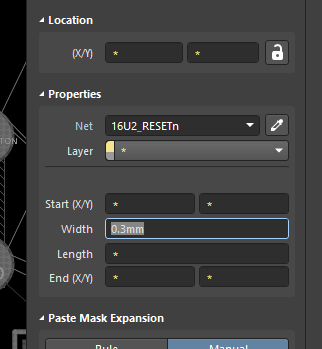 Location
(X/Y) * *
Properties
Net 16U2_RESETn
Layer *
Start (X/Y) * *
Width 0.3mm
Length *
End (X/Y) * *
Paste Mask Expansion
Rule Manual